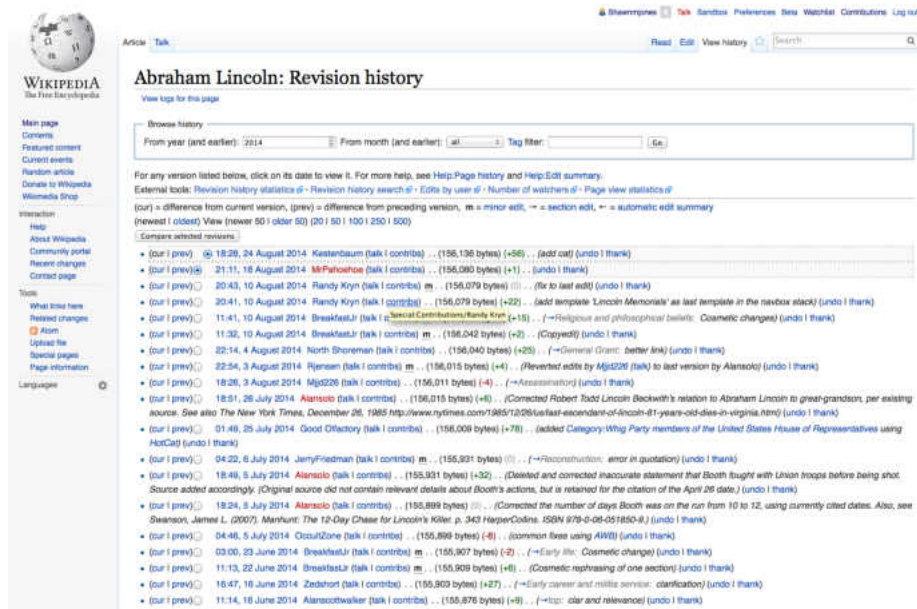 Shawnmjones Talk Sandbox Preferences Beta Watchlist Contributions Log out
Article Talk Read Edit View history Search
WIKIPEDIA
The Free Encyclopedia
Main page
Contents
Featured content
Current events
Random article
Donate to Wikipedia
Wikimedia Shop
Interaction
Help
About Wikipedia
Community portal
Recent changes
Contact page
Tools
What links here
Related changes
Atom
Upload file
Special pages
Page information
Languages
Abraham Lincoln: Revision history
View logs for this page
Browse history
From year (and earlier): 2014 From month (and earlier): all Tag filter: Go
For any version listed below, click on its date to view it. For more help, see Help:Page history and Help:Edit summary.
External tools: Revision history statistics · Revision history search · Edits by user · Number of watchers · Page view statistics
(cur) = difference from current version, (prev) = difference from preceding version, m = minor edit, → = section edit, ← = automatic edit summary
(newest | oldest) View (newer 50 | older 50) (20 | 50 | 100 | 250 | 500)
Compare selected revisions
(cur | prev) 18:28, 24 August 2014 Kestenbaum (talk | contribs) . . (156,136 bytes) (+56) . . (add cat) (undo | thank)
(cur | prev) 21:11, 18 August 2014 MrPahoehoe (talk | contribs) . . (156,080 bytes) (+1) . . (undo | thank)
(cur | prev) 20:43, 10 August 2014 Randy Kryn (talk | contribs) m . . (156,079 bytes) (0) . . (fix to last edit) (undo | thank)
(cur | prev) 20:41, 10 August 2014 Randy Kryn (talk | contribs) . . (156,079 bytes) (+22) . . (add template 'Lincoln Memorials' as last template in the navbox stack) (undo | thank)
(cur | prev) 11:41, 10 August 2014 BreakfastJr (talk | Special:Contributions/Randy Kryn (+15) . . (→Religious and philosophical beliefs: Cosmetic changes) (undo | thank)
(cur | prev) 11:32, 10 August 2014 BreakfastJr (talk | contribs) m . . (156,042 bytes) (+2) . . (Copyedit) (undo | thank)
(cur | prev) 22:14, 4 August 2014 North Shoreman (talk | contribs) . . (156,040 bytes) (+25) . . (→General Grant: better link) (undo | thank)
(cur | prev) 22:54, 3 August 2014 Rjensen (talk | contribs) m . . (156,015 bytes) (+4) . . (Reverted edits by Mjjd226 (talk) to last version by Alansolo) (undo | thank)
(cur | prev) 18:26, 3 August 2014 Mjjd226 (talk | contribs) . . (156,011 bytes) (-4) . . (→Assassination) (undo | thank)
(cur | prev) 18:51, 26 July 2014 Alansolo (talk | contribs) . . (156,015 bytes) (+6) . . (Corrected Robert Todd Lincoln Beckwith's relation to Abraham Lincoln to great-grandson, per existing
source. See also The New York Times, December 26, 1985 http://www.nytimes.com/1985/12/26/us/last-descendant-of-lincoln-81-years-old-dies-in-virginia.html) (undo | thank)
(cur | prev) 01:49, 25 July 2014 Good Olfactory (talk | contribs) . . (156,009 bytes) (+78) . . (added Category:Whig Party members of the United States House of Representatives using
HotCat) (undo | thank)
(cur | prev) 04:22, 6 July 2014 JerryFriedman (talk | contribs) m . . (155,931 bytes) (0) . . (→Reconstruction: error in quotation) (undo | thank)
(cur | prev) 18:49, 5 July 2014 Alansolo (talk | contribs) . . (155,931 bytes) (+32) . . (Deleted and corrected inaccurate statement that Booth fought with Union troops before being shot.
Source added accordingly. (Original source did not contain relevant details about Booth's actions, but is retained for the citation of the April 26 date.) (undo | thank)
(cur | prev) 18:24, 5 July 2014 Alansolo (talk | contribs) . . (155,899 bytes) (0) . . (Corrected the number of days Booth was on the run from 10 to 12, using currently cited dates. Also, see
Swanson, James L. (2007). Manhunt: The 12-Day Chase for Lincoln's Killer. p. 343 HarperCollins. ISBN 978-0-06-051850-9.) (undo | thank)
(cur | prev) 04:46, 5 July 2014 OccultZone (talk | contribs) . . (155,899 bytes) (-8) . . (common fixes using AWB) (undo | thank)
(cur | prev) 03:00, 23 June 2014 BreakfastJr (talk | contribs) m . . (155,907 bytes) (-2) . . (→Early life: Cosmetic change) (undo | thank)
(cur | prev) 11:13, 22 June 2014 BreakfastJr (talk | contribs) m . . (155,909 bytes) (+6) . . (Cosmetic rephrasing of one section) (undo | thank)
(cur | prev) 16:47, 16 June 2014 Zedshort (talk | contribs) . . (155,903 bytes) (+27) . . (→Early career and militia service: clarification) (undo | thank)
(cur | prev) 11:14, 16 June 2014 Alanscottwalker (talk | contribs) . . (155,876 bytes) (+9) . . (→top: clar and relevance) (undo | thank)